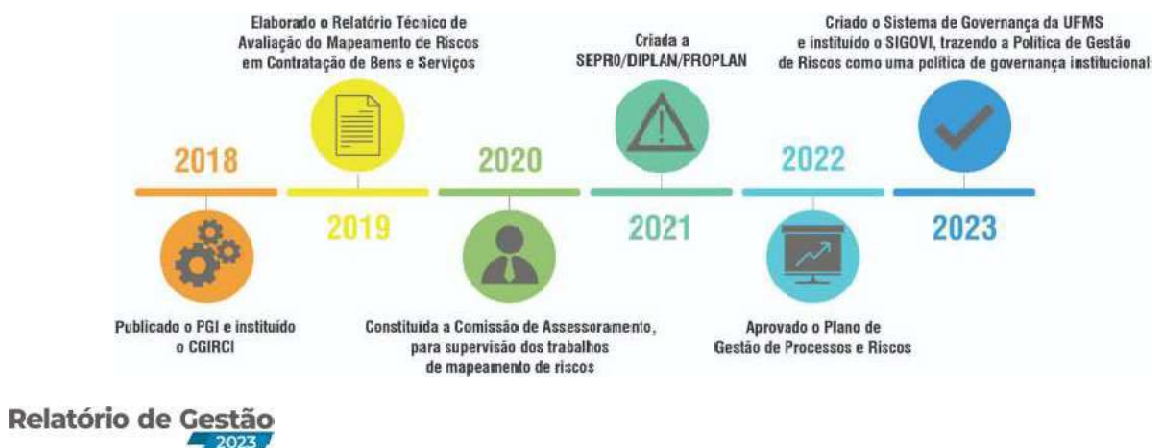 Elaborado o Relatório Técnico de
Avaliação do Mapeamento de Riscos
em Contratação de Bens e Serviços
Criada a
SEPRO/DIPLAN/PROPLAN
Criado o Sistema de Governança da UFMS
e instituído o SIGOVI, trazendo a Política de Gestão
de Riscos como uma política de governança institucional
2018
2020
2022
2019
2021
2023
Publicado o PGI e instituído
o CGIRCI
Constituída a Comissão de Assessoramento,
para supervisão dos trabalhos
de mapeamento de riscos
Aprovado o Plano de
Gestão de Processos e Riscos
Relatório de Gestão
2023